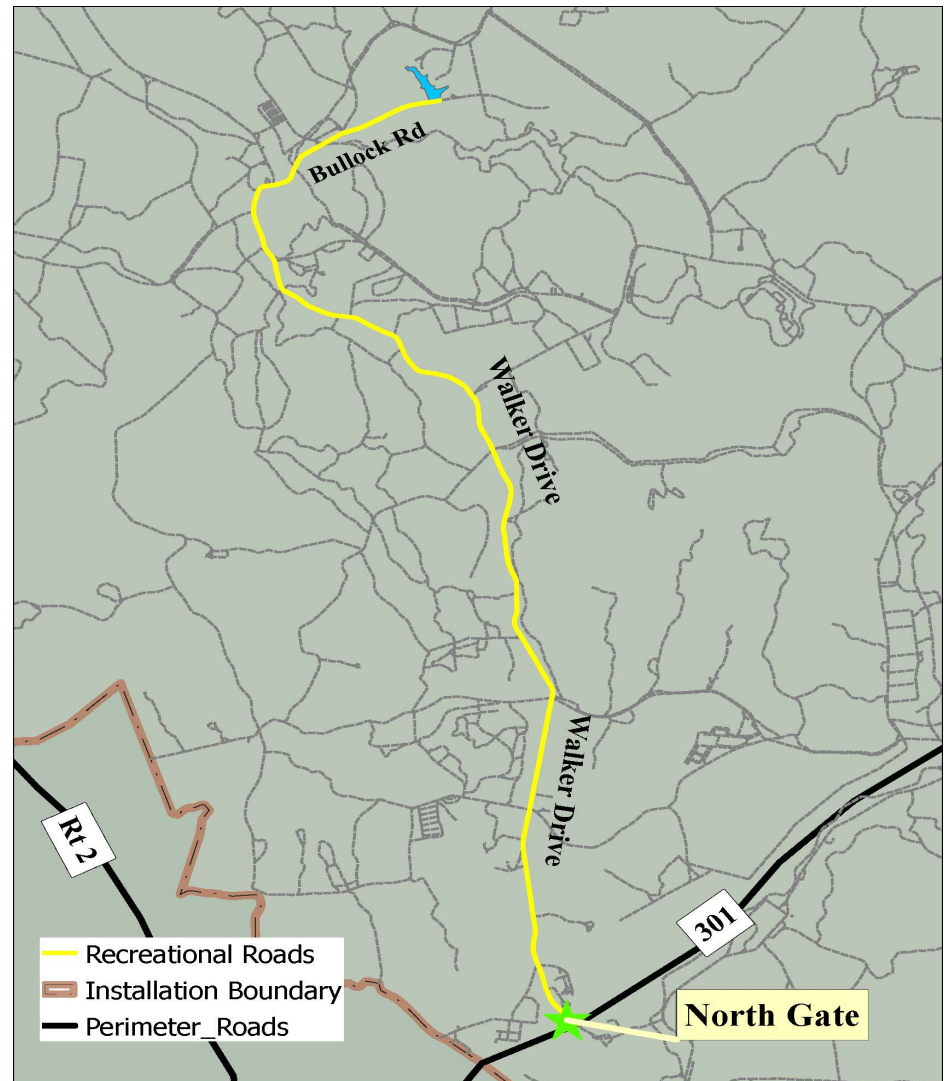 Bullock Rd
Walker Drive
Walker Drive
Rt 2
301
North Gate
Recreational Roads
Installation Boundary
Perimeter_Roads